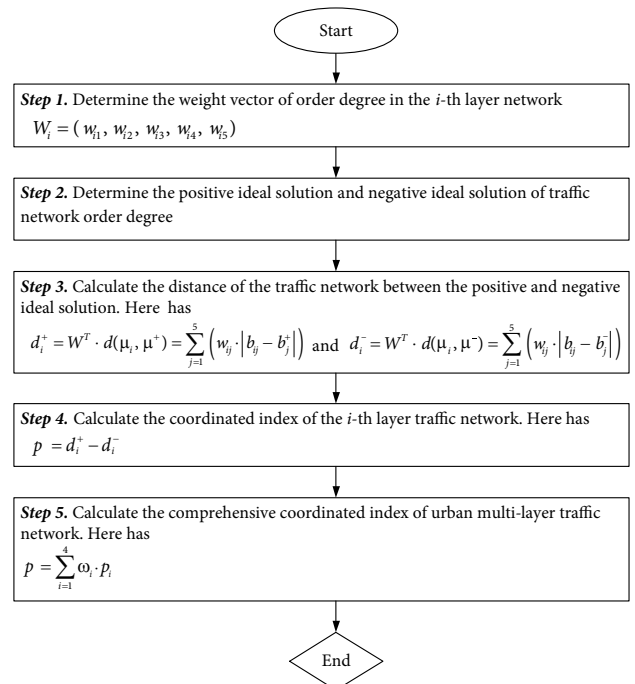 Start
Step 1. Determine the weight vector of order degree in the i-th layer network
W_i = ( w_i1, w_i2, w_i3, w_i4, w_i5)
Step 2. Determine the positive ideal solution and negative ideal solution of traffic
network order degree
Step 3. Calculate the distance of the traffic network between the positive and negative
ideal solution. Here has
d_i^+ = W^T · d(μ_i, μ^+) = ∑_{j=1}^{5} (w_ij · |b_ij − b_j^+|) and d_i^- = W^T · d(μ_i, μ^-) = ∑_{j=1}^{5} (w_ij · |b_ij − b_j^-|)
Step 4. Calculate the coordinated index of the i-th layer traffic network. Here has
p = d_i^+ − d_i^-
Step 5. Calculate the comprehensive coordinated index of urban multi-layer traffic
network. Here has
p = ∑_{i=1}^{4} ω_i · p_i
End